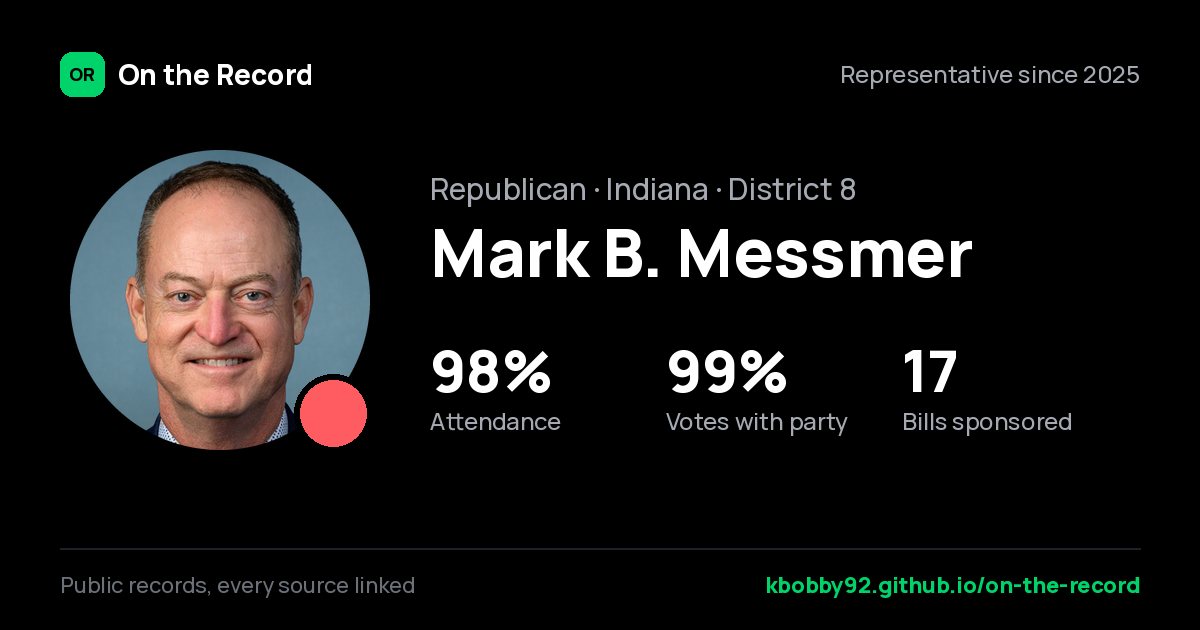 OR On the Record
Representative since 2025
Republican · Indiana · District 8
Mark B. Messmer
98% 99% 17
Attendance Votes with party Bills sponsored
Public records, every source linked
kbobby92.github.io/on-the-record